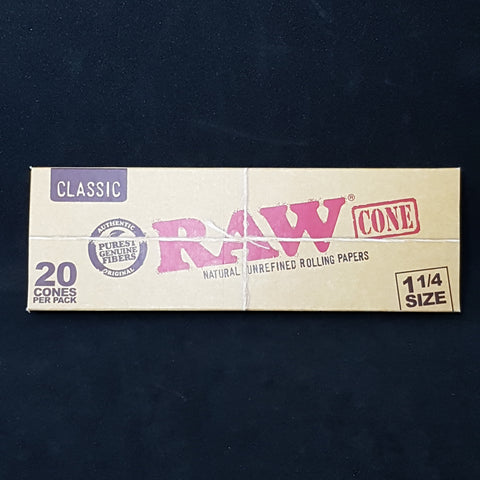 CLASSIC
AUTHENTIC
PUREST
GENUINE
FIBERS
ORIGINAL
RAW®
CONE
NATURAL UNREFINED ROLLING PAPERS
20
CONES
PER PACK
1 1/4
SIZE